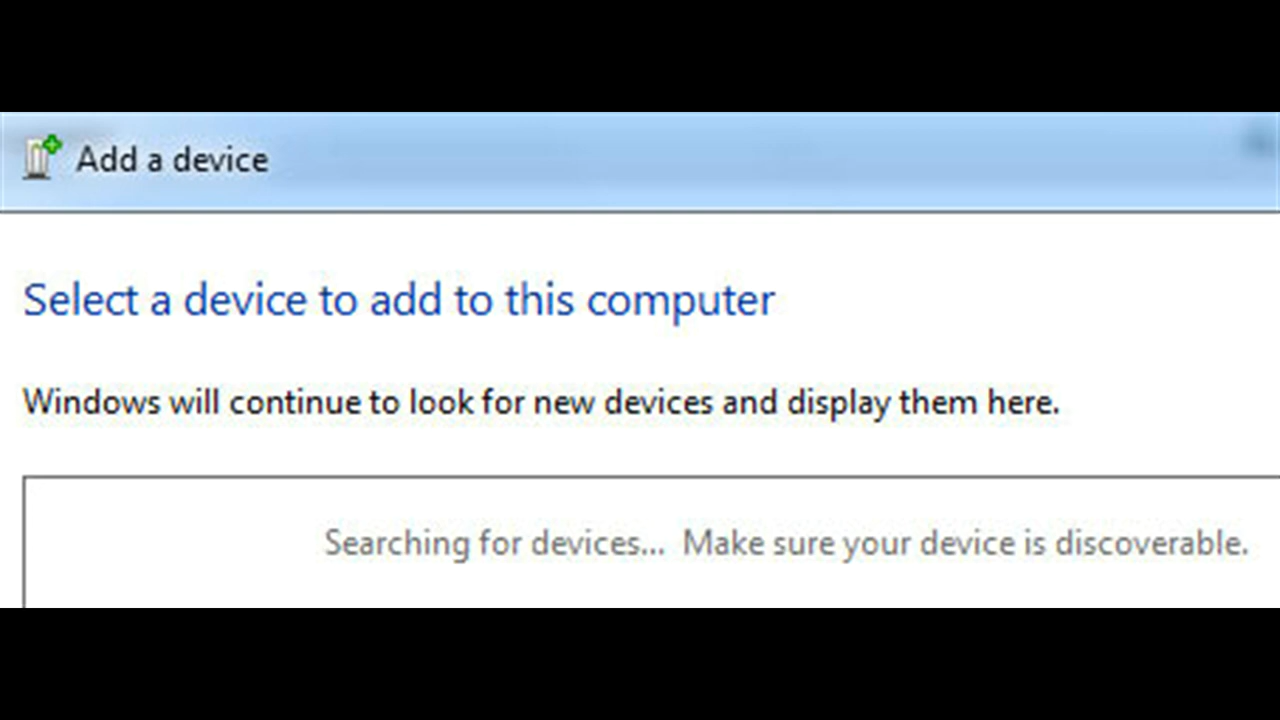 Add a device
Select a device to add to this computer
Windows will continue to look for new devices and display them here.
Searching for devices... Make sure your device is discoverable.